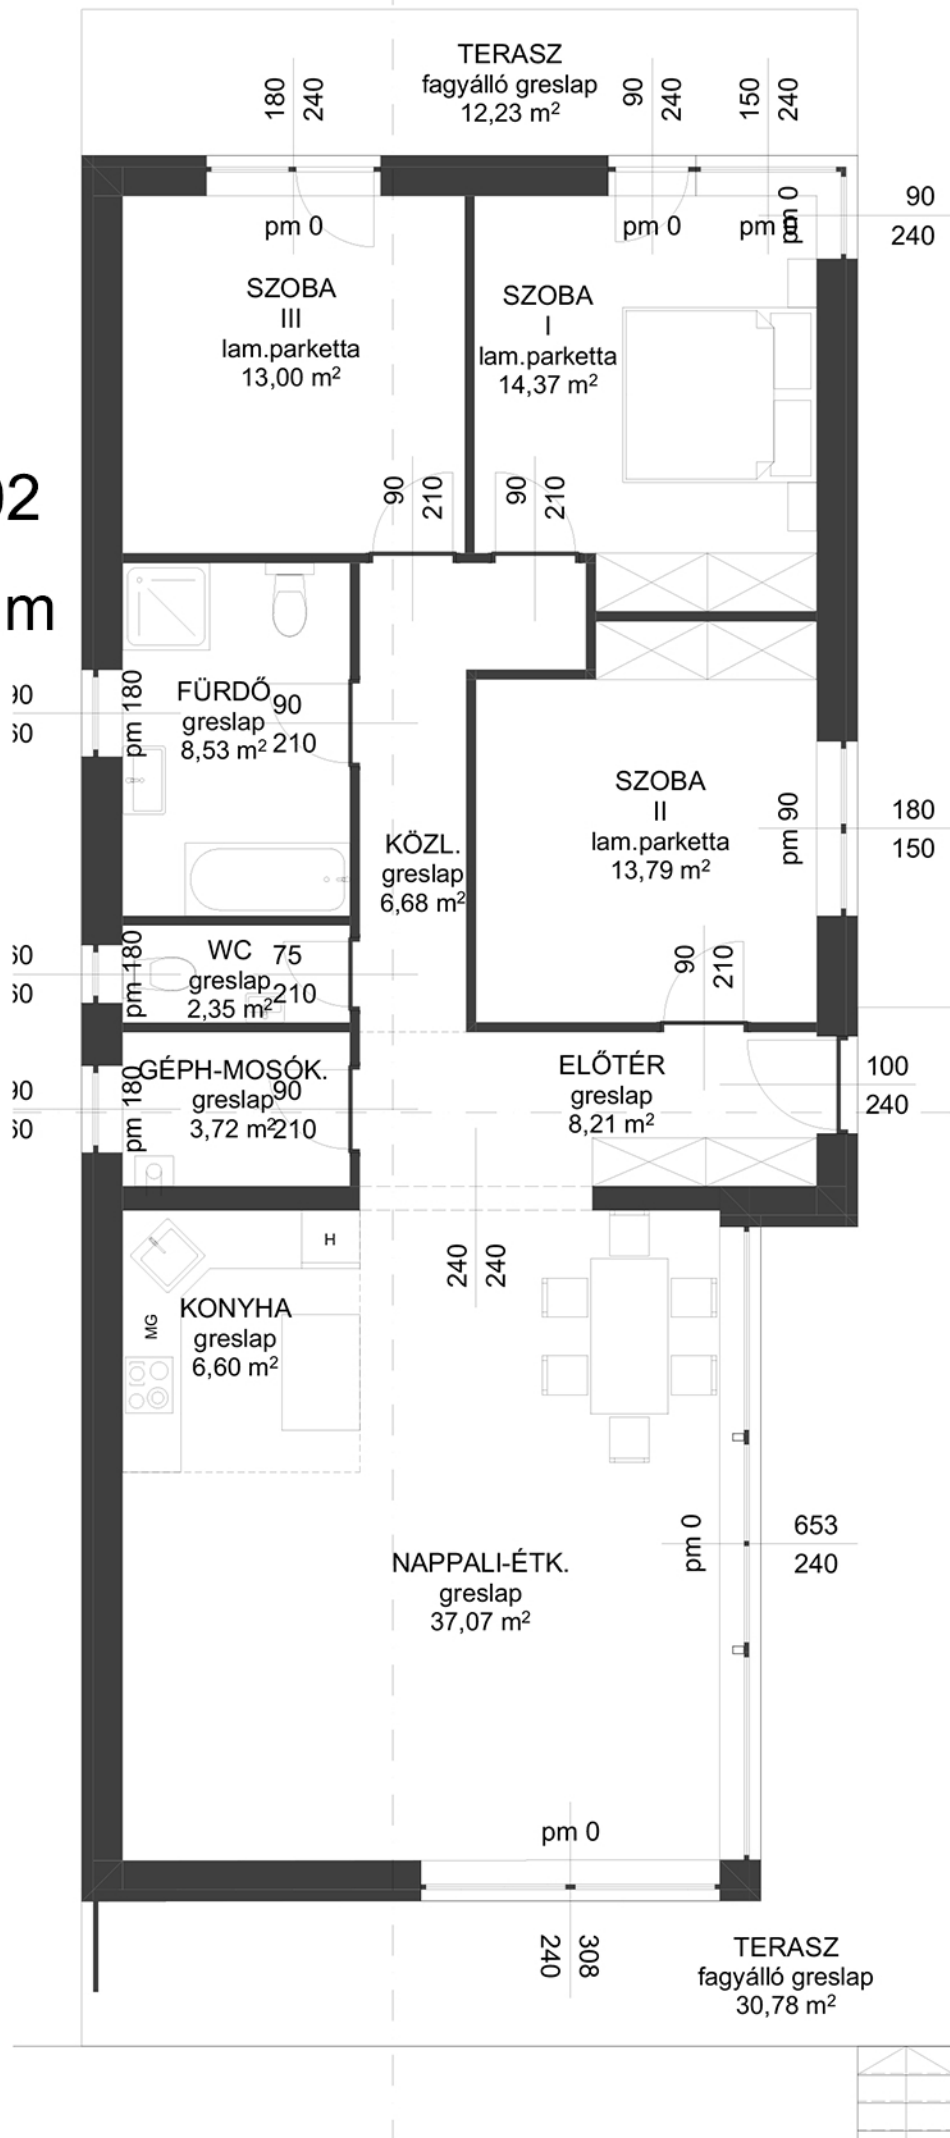 TERASZ
fagyálló greslap
12,23 m²
180
240
90
240
150
240
pm 0
pm 0
pm 0
pm 0
90
240
SZOBA
III
lam.parketta
13,00 m²
SZOBA
I
lam.parketta
14,37 m²
90
210
90
210
FÜRDŐ
greslap
8,53 m²
90
210
pm 180
SZOBA
II
lam.parketta
13,79 m²
pm 90
180
150
KÖZL.
greslap
6,68 m²
90
210
WC
greslap
2,35 m²
75
210
pm 180
GÉPH-MOSÓK.
greslap
3,72 m²
90
210
pm 180
ELŐTÉR
greslap
8,21 m²
100
240
240
240
H
MG
KONYHA
greslap
6,60 m²
NAPPALI-ÉTK.
greslap
37,07 m²
pm 0
653
240
pm 0
240
308
TERASZ
fagyálló greslap
30,78 m²